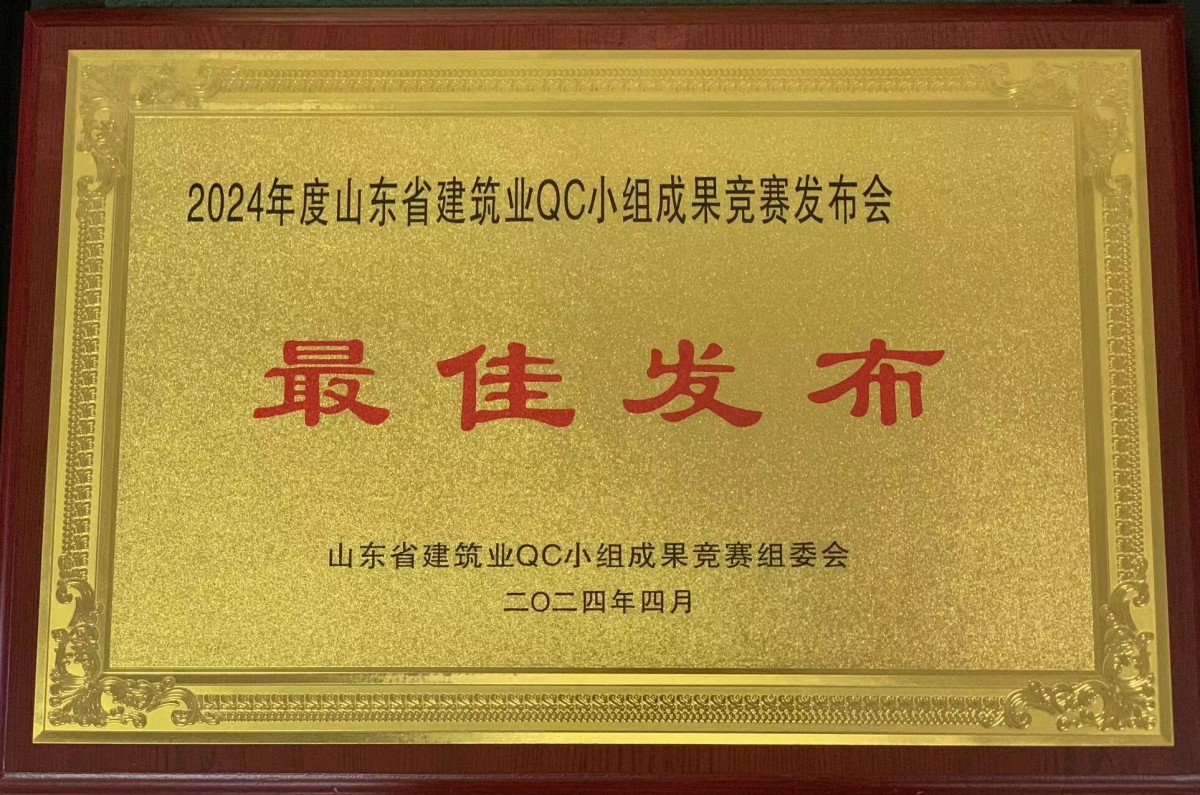 2024年度山东省建筑业QC小组成果竞赛发布会
最佳发布
山东省建筑业QC小组成果竞赛组委会
二〇二四年四月